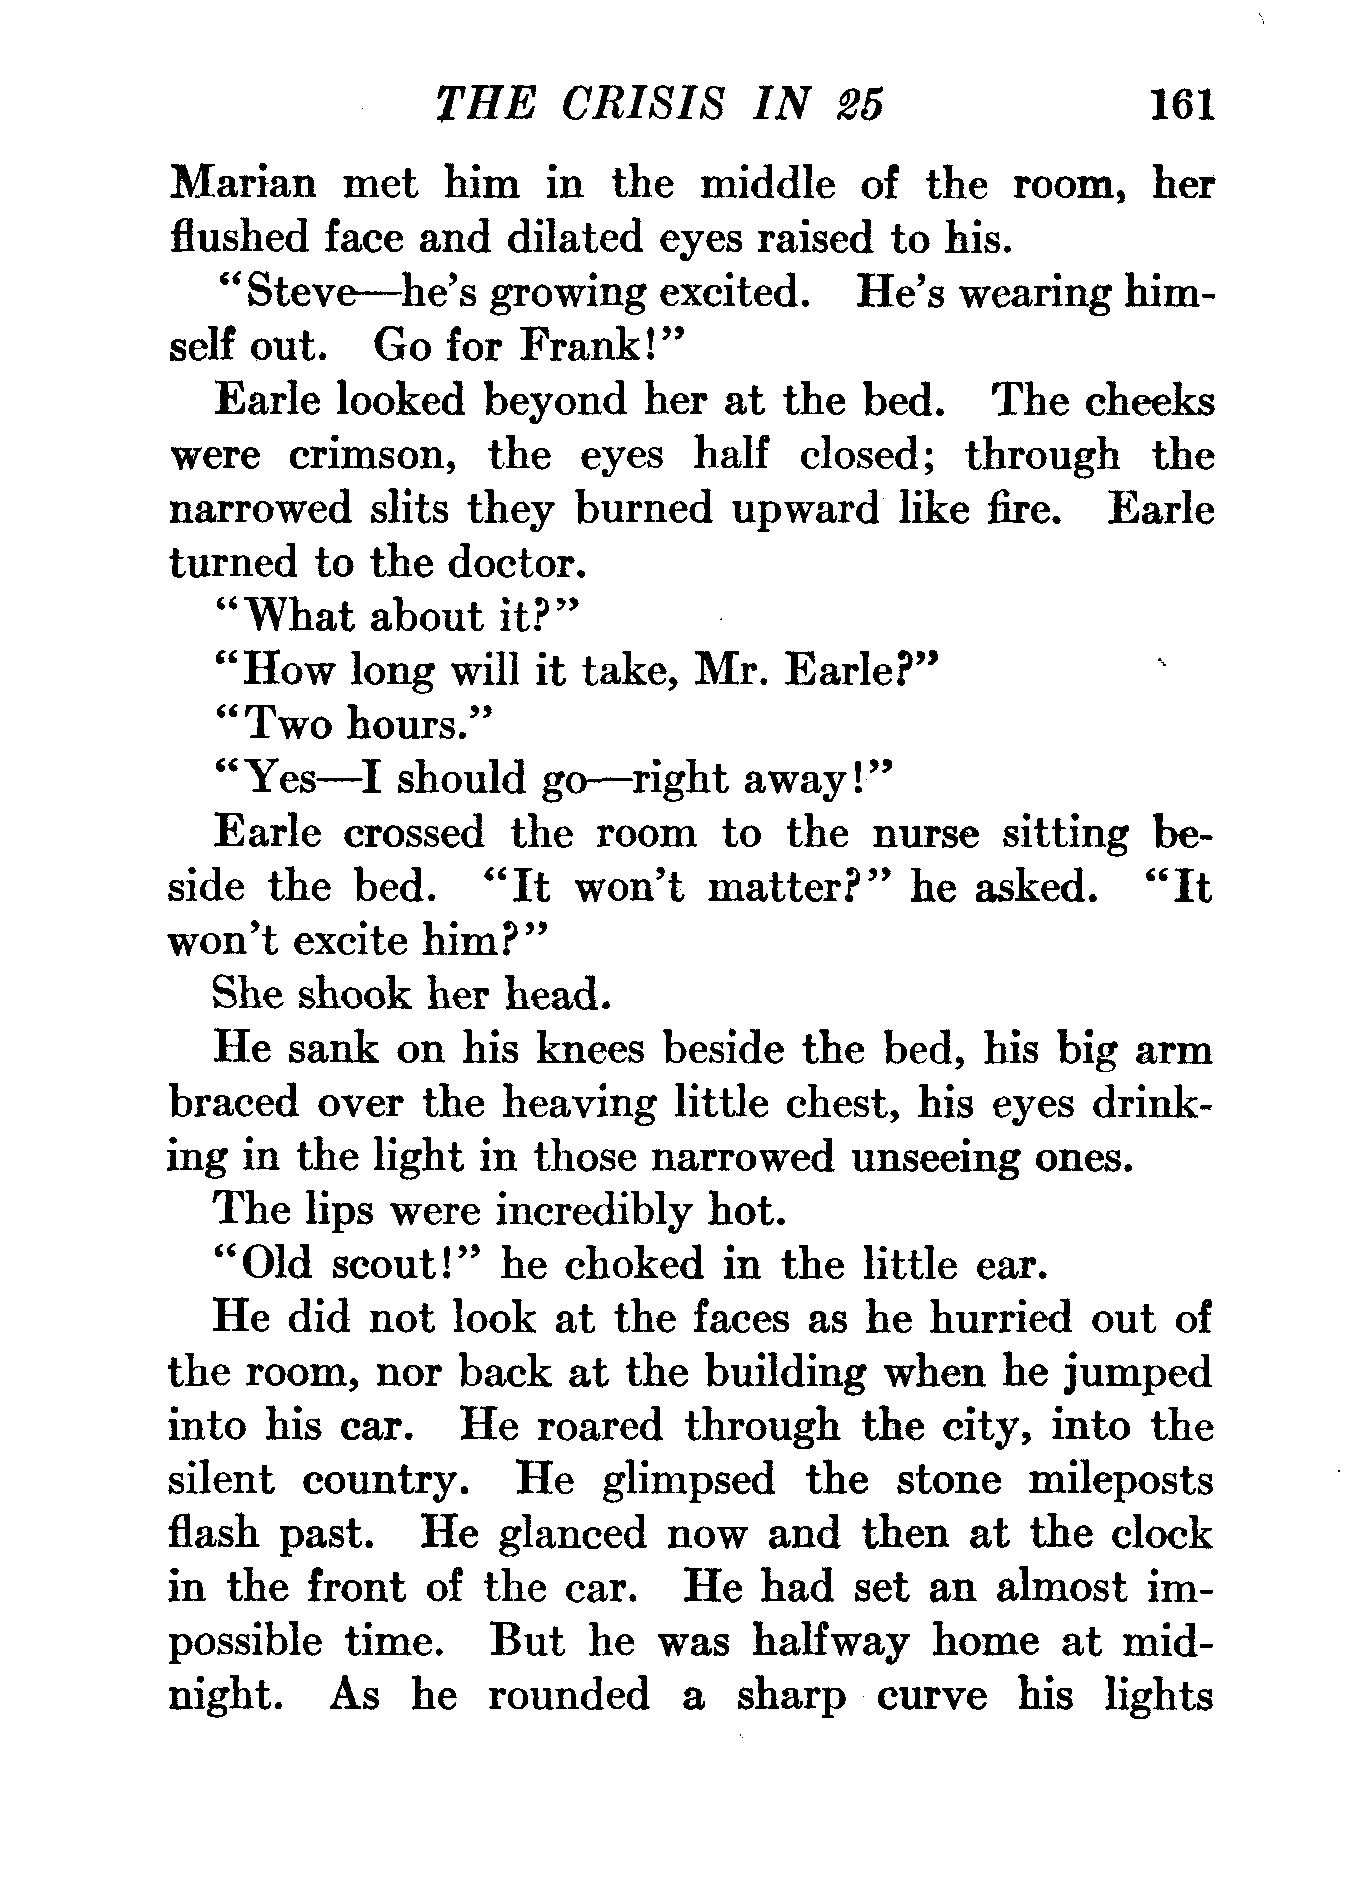 THE CRISIS IN 25 161
Marian met him in the middle of the room, her
flushed face and dilated eyes raised to his.
"Steve—he's growing excited. He's wearing him-
self out. Go for Frank!"
Earle looked beyond her at the bed. The cheeks
were crimson, the eyes half closed; through the
narrowed slits they burned upward like fire. Earle
turned to the doctor.
"What about it?"
"How long will it take, Mr. Earle?"
"Two hours."
"Yes—I should go—right away!"
Earle crossed the room to the nurse sitting be-
side the bed. "It won't matter?" he asked. "It
won't excite him?"
She shook her head.
He sank on his knees beside the bed, his big arm
braced over the heaving little chest, his eyes drink-
ing in the light in those narrowed unseeing ones.
The lips were incredibly hot.
"Old scout!" he choked in the little ear.
He did not look at the faces as he hurried out of
the room, nor back at the building when he jumped
into his car. He roared through the city, into the
silent country. He glimpsed the stone mileposts
flash past. He glanced now and then at the clock
in the front of the car. He had set an almost im-
possible time. But he was halfway home at mid-
night. As he rounded a sharp curve his lights